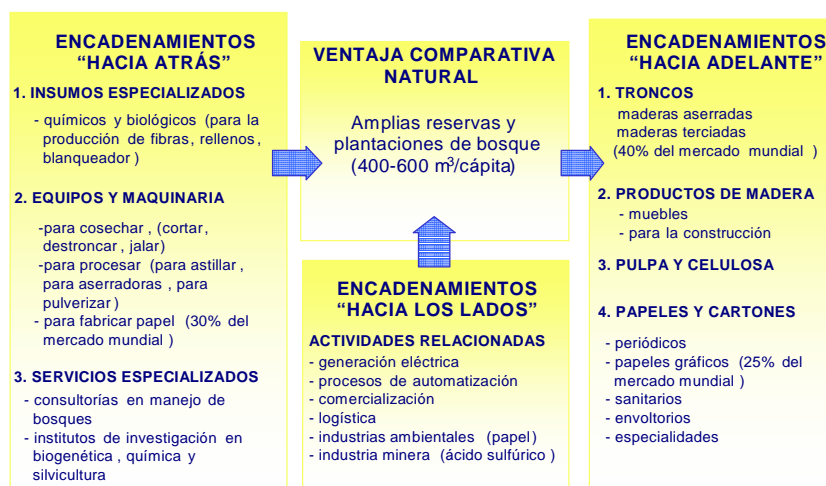 ENCADENAMIENTOS
“HACIA ATRÁS”
1. INSUMOS ESPECIALIZADOS
- químicos y biológicos (para la
producción de fibras, rellenos,
blanqueador )
2. EQUIPOS Y MAQUINARIA
-para cosechar , (cortar,
destroncar , jalar)
-para procesar (para astillar ,
para aserradoras , para
pulverizar )
- para fabricar papel (30% del
mercado mundial )
3. SERVICIOS ESPECIALIZADOS
- consultorías en manejo de
bosques
- institutos de investigación en
biogenética , química y
silvicultura
VENTAJA COMPARATIVA
NATURAL
Amplias reservas y
plantaciones de bosque
(400-600 m³/cápita)
ENCADENAMIENTOS
“HACIA LOS LADOS”
ACTIVIDADES RELACIONADAS
- generación eléctrica
- procesos de automatización
- comercialización
- logística
- industrias ambientales (papel)
- industria minera (ácido sulfúrico )
ENCADENAMIENTOS
“HACIA ADELANTE”
1. TRONCOS
maderas aserradas
maderas terciadas
(40% del mercado mundial )
2. PRODUCTOS DE MADERA
- muebles
- para la construcción
3. PULPA Y CELULOSA
4. PAPELES Y CARTONES
- periódicos
- papeles gráficos (25% del
mercado mundial )
- sanitarios
- envoltorios
- especialidades